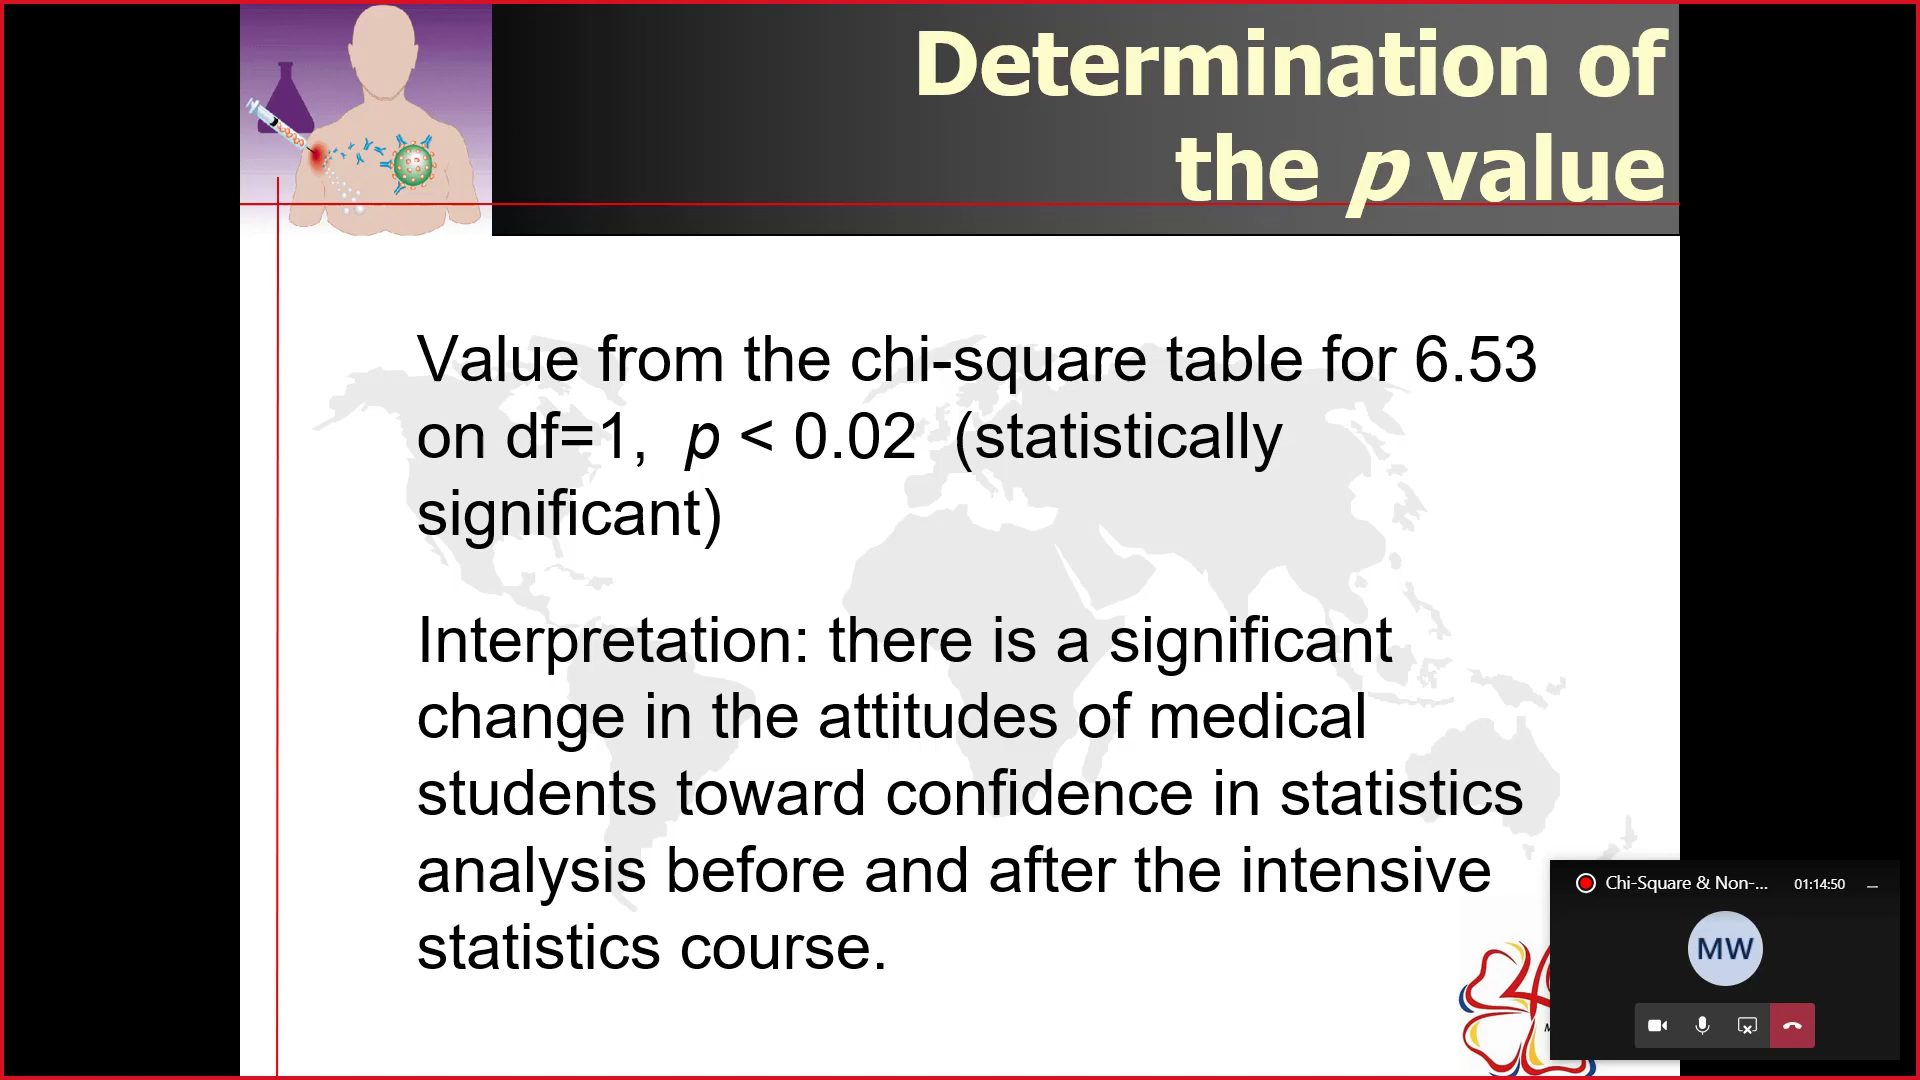 Determination of
the p value
Value from the chi-square table for 6.53
on df=1, p < 0.02 (statistically
significant)
Interpretation: there is a significant
change in the attitudes of medical
students toward confidence in statistics
analysis before and after the intensive
statistics course.
Chi-Square & Non-... 01:14:50
MW